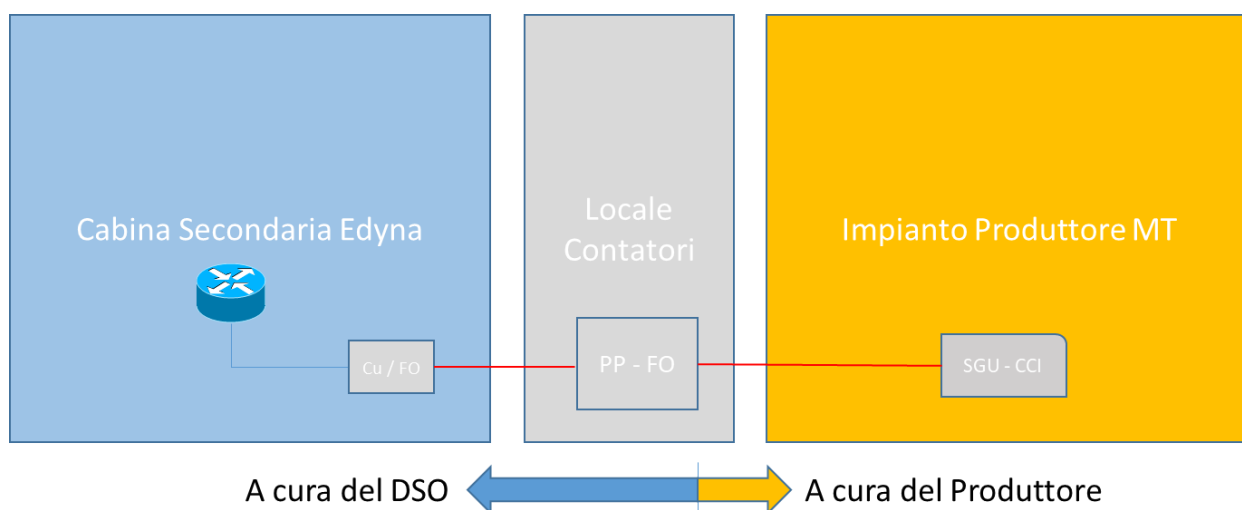 Cabina Secondaria Edyna
Locale
Contatori
Impianto Produttore MT
Cu / FO
PP - FO
SGU - CCI
A cura del DSO
A cura del Produttore